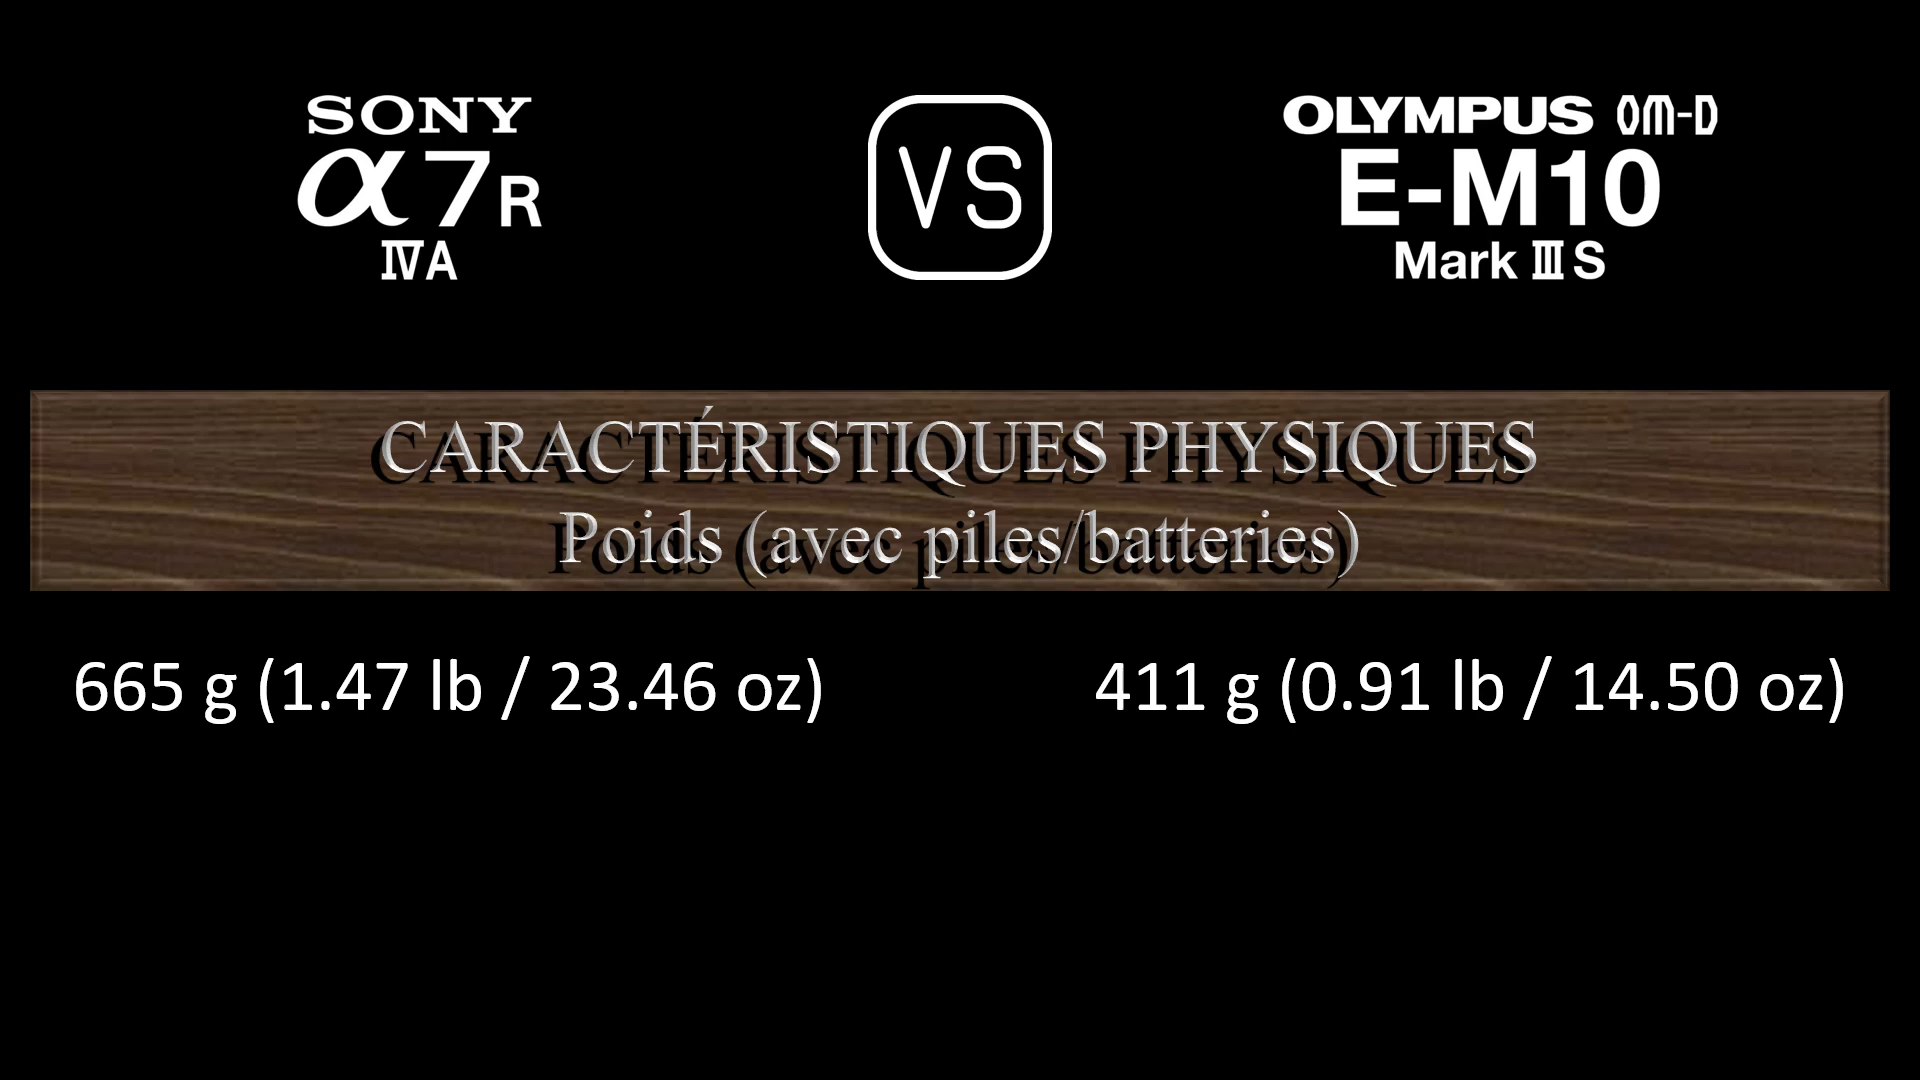 SONY
α7R
IVA
VS
OLYMPUS OM-D
E-M10
Mark III S
CARACTÉRISTIQUES PHYSIQUES
Poids (avec piles/batteries)
665 g (1.47 lb / 23.46 oz)
411 g (0.91 lb / 14.50 oz)